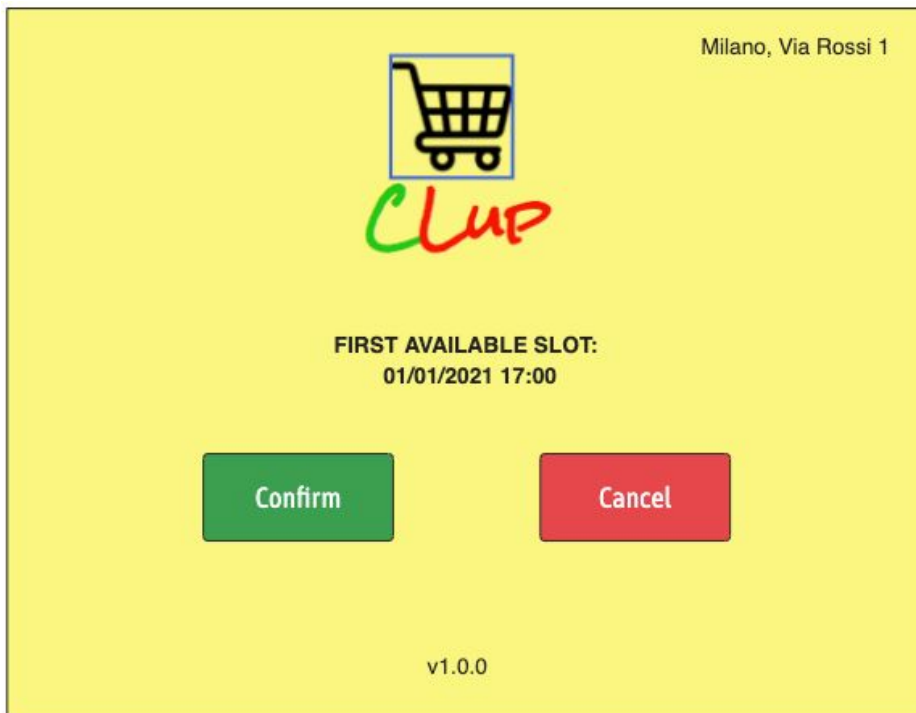 Milano, Via Rossi 1
CLup
FIRST AVAILABLE SLOT:
01/01/2021 17:00
Confirm
Cancel
v1.0.0